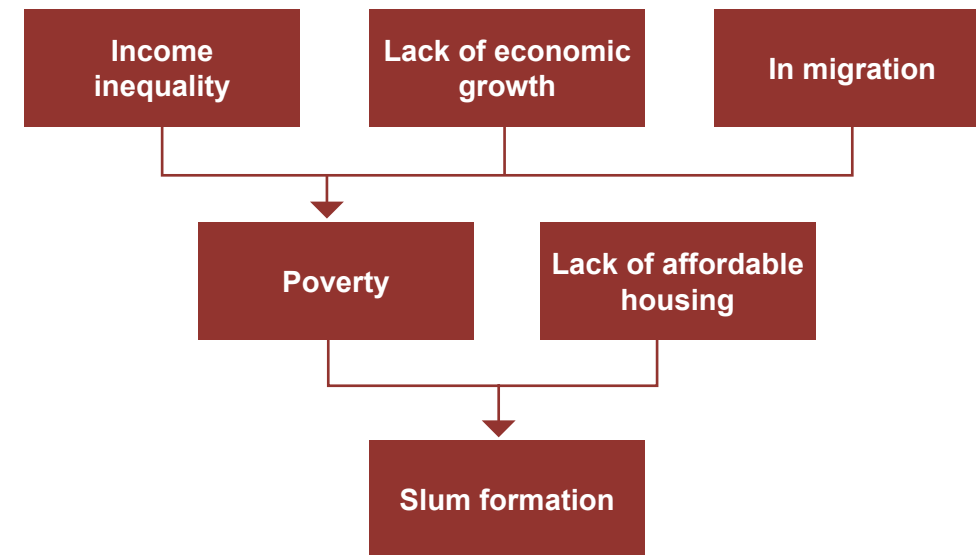 Income
inequality
Lack of economic
growth
In migration
Poverty
Lack of affordable
housing
Slum formation